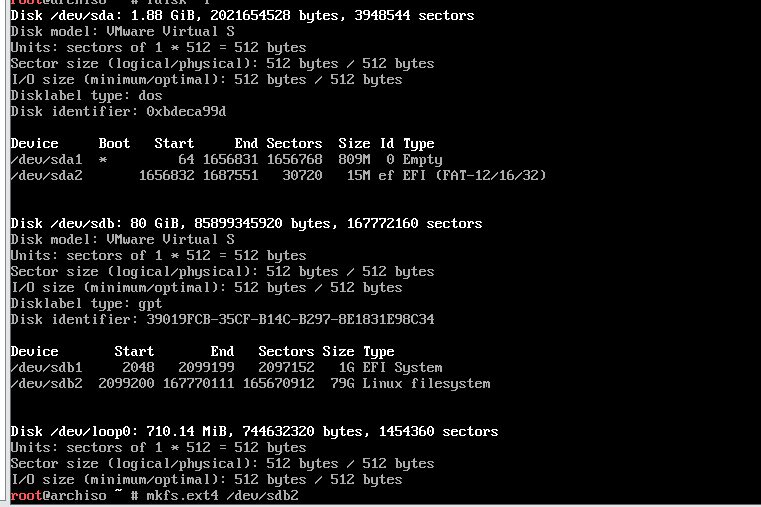 root@archiso ~ # fdisk -l
Disk /dev/sda: 1.88 GiB, 2021654528 bytes, 3948544 sectors
Disk model: VMware Virtual S
Units: sectors of 1 * 512 = 512 bytes
Sector size (logical/physical): 512 bytes / 512 bytes
I/O size (minimum/optimal): 512 bytes / 512 bytes
Disklabel type: dos
Disk identifier: 0xbdeca99d
Device Boot Start End Sectors Size Id Type
/dev/sda1 * 64 1656831 1656768 809M 0 Empty
/dev/sda2 1656832 1687551 30720 15M ef EFI (FAT-12/16/32)
Disk /dev/sdb: 80 GiB, 85899345920 bytes, 167772160 sectors
Disk model: VMware Virtual S
Units: sectors of 1 * 512 = 512 bytes
Sector size (logical/physical): 512 bytes / 512 bytes
I/O size (minimum/optimal): 512 bytes / 512 bytes
Disklabel type: gpt
Disk identifier: 39019FCB-35CF-B14C-B297-8E1831E98C34
Device Start End Sectors Size Type
/dev/sdb1 2048 2099199 2097152 1G EFI System
/dev/sdb2 2099200 167770111 165670912 79G Linux filesystem
Disk /dev/loop0: 710.14 MiB, 744632320 bytes, 1454360 sectors
Units: sectors of 1 * 512 = 512 bytes
Sector size (logical/physical): 512 bytes / 512 bytes
I/O size (minimum/optimal): 512 bytes / 512 bytes
root@archiso ~ # mkfs.ext4 /dev/sdb2